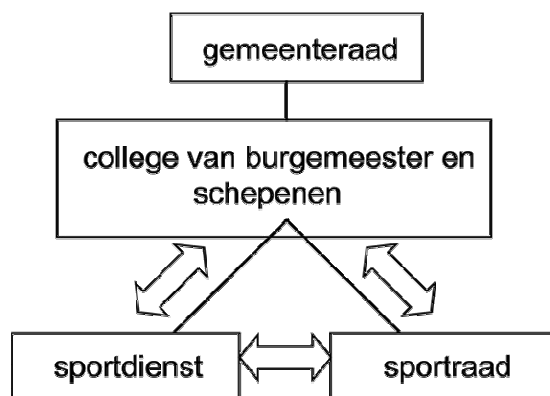 gemeenteraad
college van burgemeester en
schepenen
sportdienst
sportraad